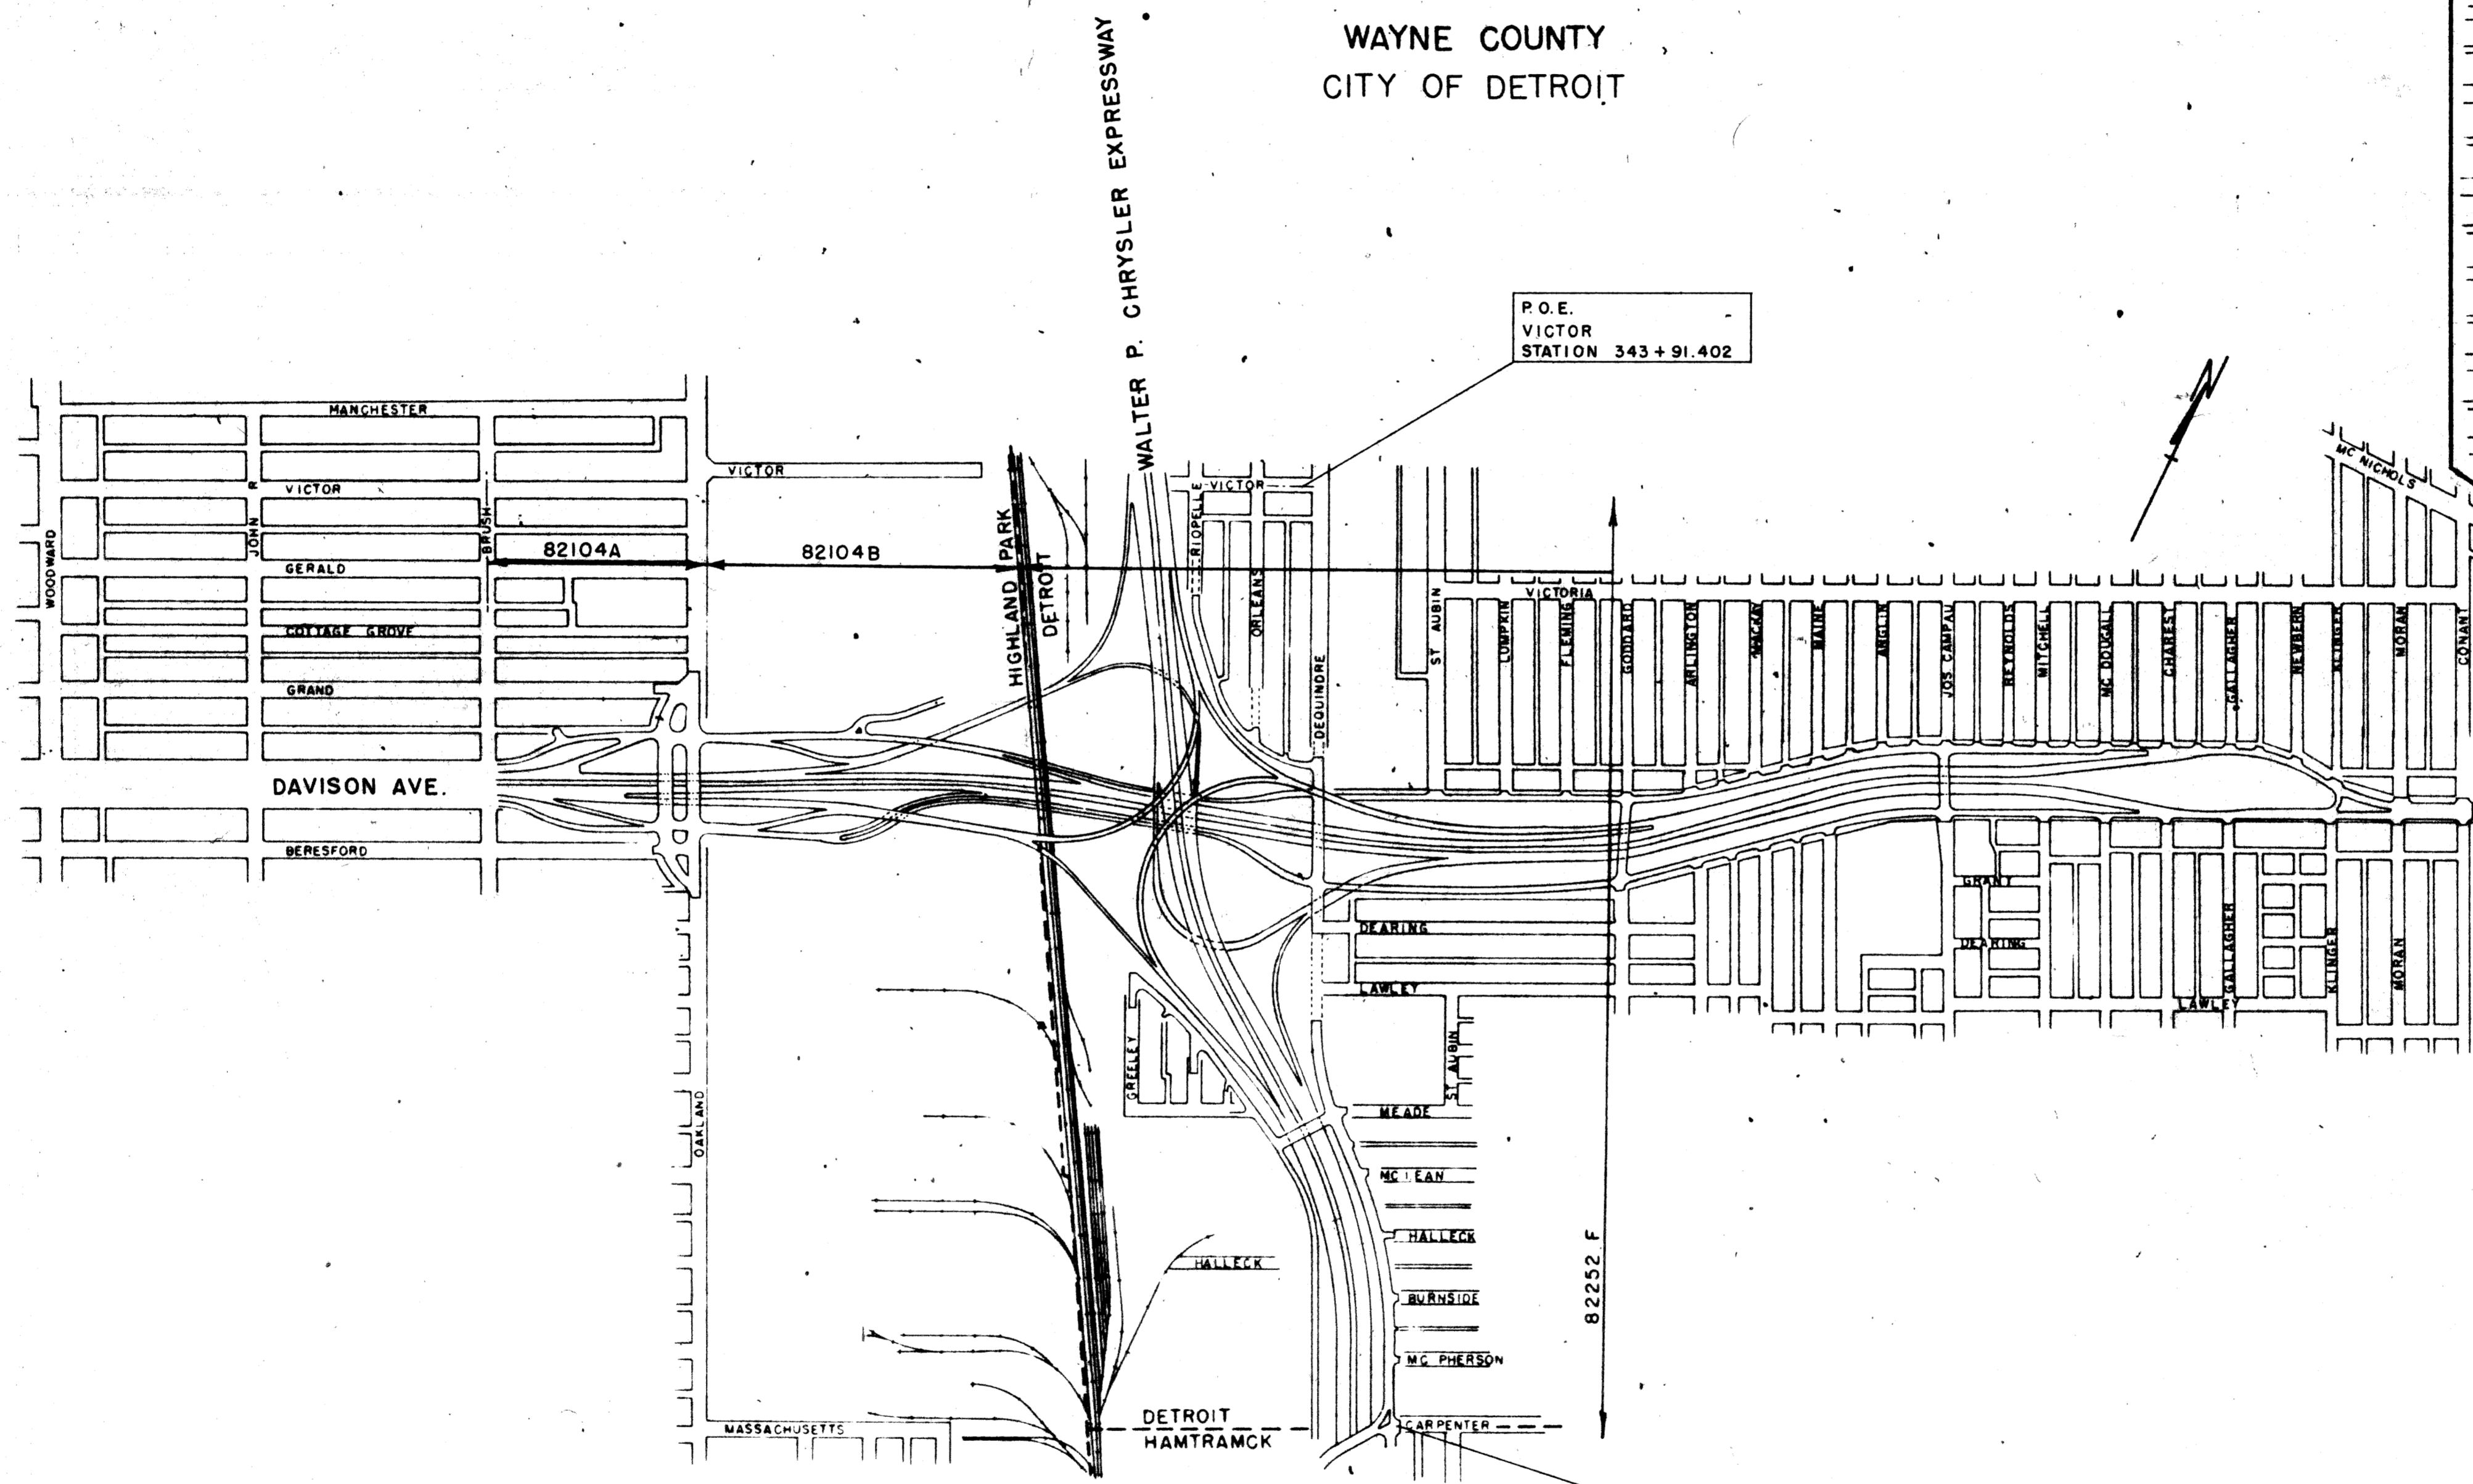 WAYNE COUNTY
CITY OF DETROIT
WALTER P. CHRYSLER EXPRESSWAY
P.O.E.
VICTOR
STATION 343 + 91.402
MANCHESTER
VICTOR
VICTOR
VICTOR
MC NICHOLS
WOODWARD
JOHN R
BRUSH
82104A
82104B
HIGHLAND PARK
DETROIT
RIOPELLE
ORLEANS
DEQUINDRE
GERALD
COTTAGE GROVE
GRAND
VICTORIA
ST AUBIN
LUMPKIN
FLEMING
GODDARD
ARLINGTON
MACKAY
MAINE
ANGLIN
JOS CAMPAU
REYNOLDS
MITCHELL
MC DOUGALL
CHAREST
GALLAGHER
NEWBERN
KLINGER
MORAN
CONANT
DAVISON AVE.
BERESFORD
GRANT
DEARING
DEARING
LAWLEY
LAWLEY
GALLAGHER
KLINGER
MORAN
GREELEY
ST AUBIN
OAKLAND
MEADE
MC LEAN
HALLECK
HALLECK
BURNSIDE
MC PHERSON
82252 F
MASSACHUSETTS
DETROIT
HAMTRAMCK
CARPENTER